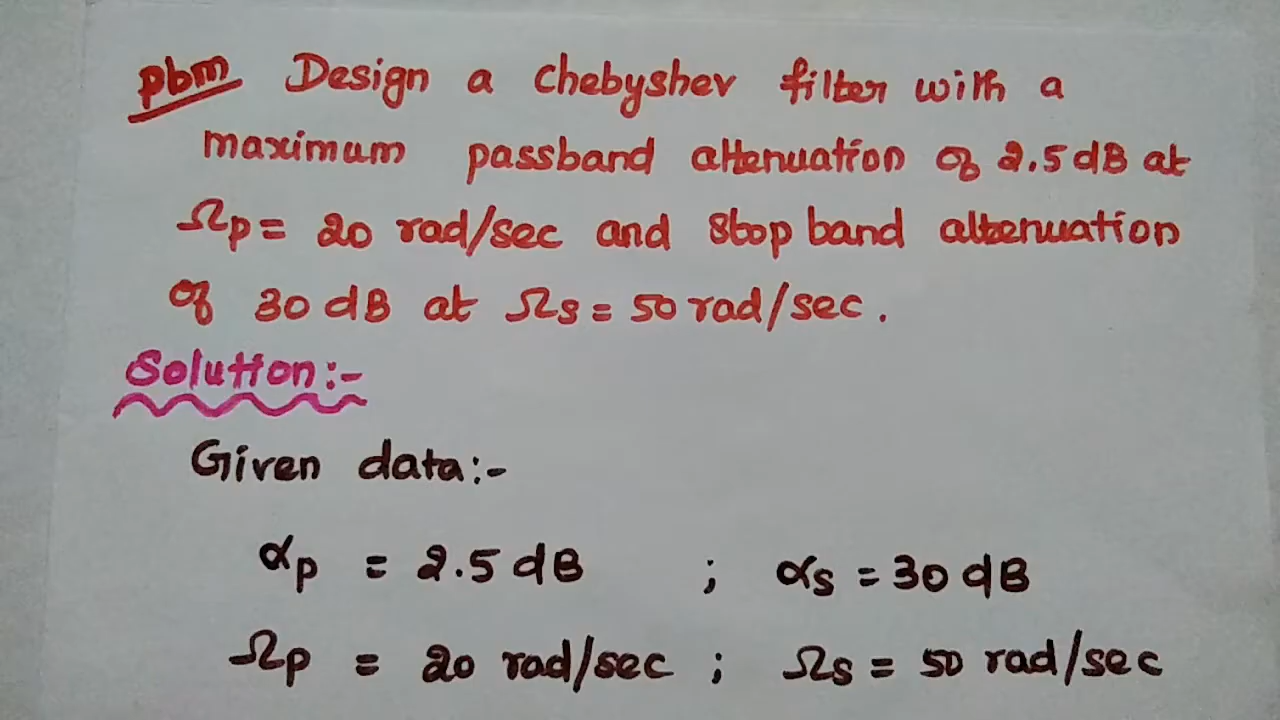 pbm Design a Chebyshev filter with a
maximum passband attenuation of 2.5 dB at
Ωp = 20 rad/sec and stop band attenuation
of 30 dB at Ωs = 50 rad/sec.
Solution:-
Given data:-
αp = 2.5 dB ; αs = 30 dB
Ωp = 20 rad/sec ; Ωs = 50 rad/sec